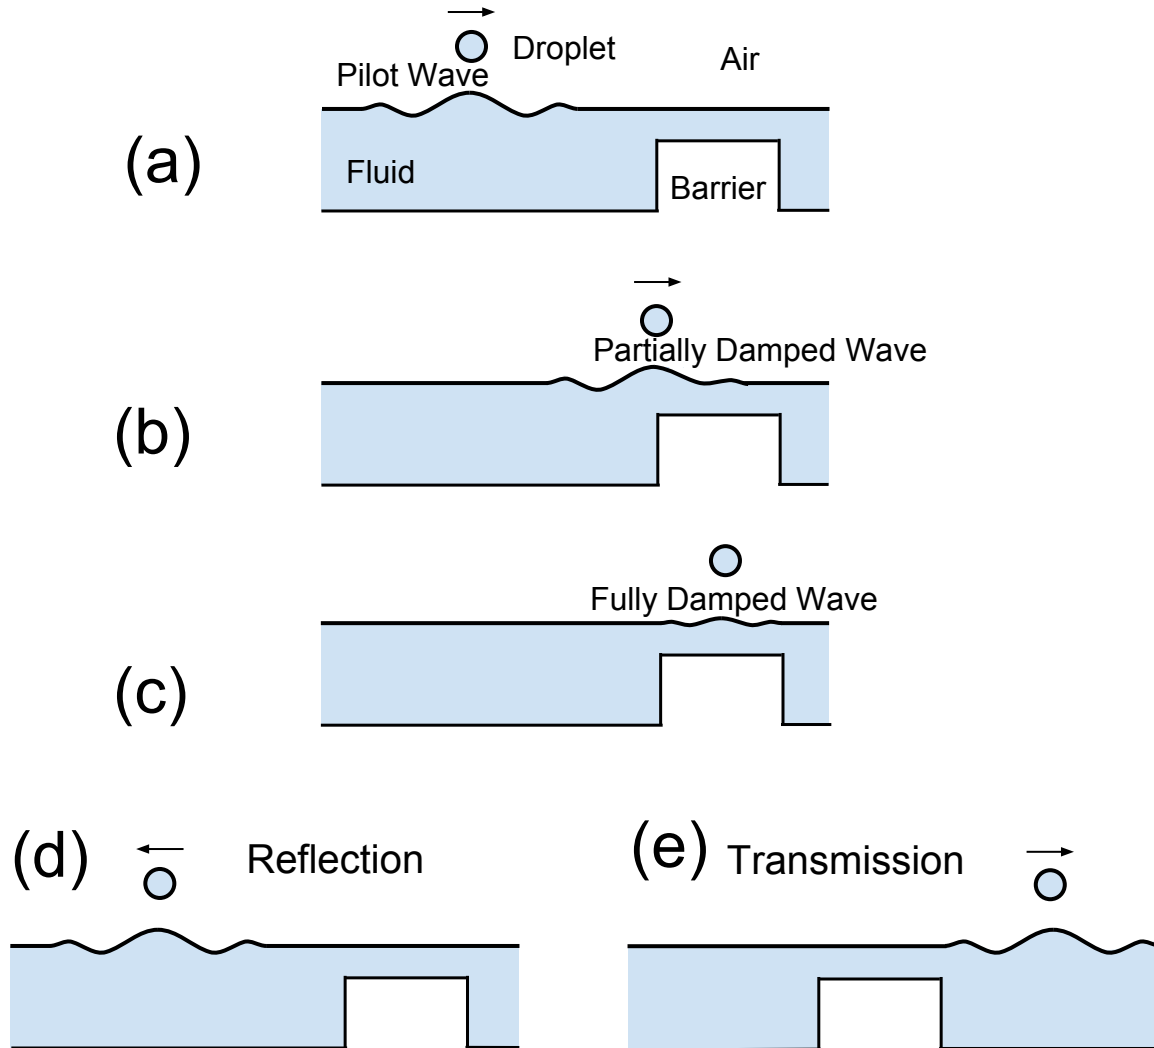 Droplet
Air
Pilot Wave
(a)
Fluid
Barrier
Partially Damped Wave
(b)
Fully Damped Wave
(c)
(d)
Reflection
(e)
Transmission